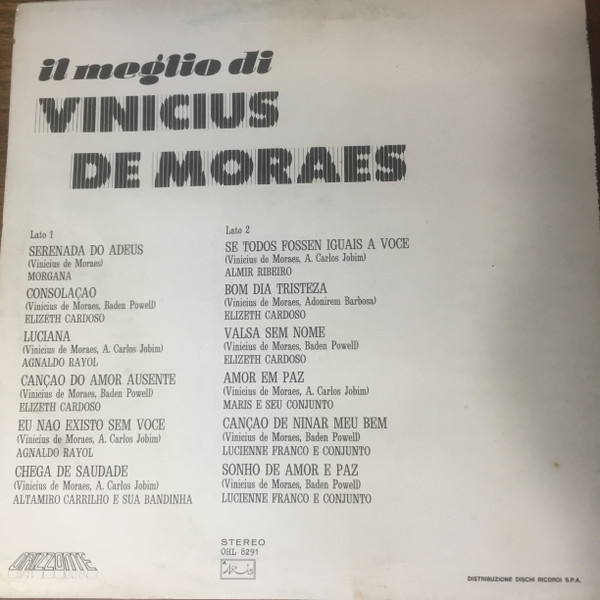 il meglio di
VINICIUS
DE MORAES
Lato 1
SERENADA DO ADEUS
(Vinicius de Moraes)
MORGANA
CONSOLAÇAO
(Vinicius de Moraes, Baden Powell)
ELIZETH CARDOSO
LUCIANA
(Vinicius de Moraes, A. Carlos Jobim)
AGNALDO RAYOL
CANÇAO DO AMOR AUSENTE
(Vinicius de Moraes, Baden Powell)
ELIZETH CARDOSO
EU NAO EXISTO SEM VOCE
(Vinicius de Moraes, A. Carlos Jobim)
AGNALDO RAYOL
CHEGA DE SAUDADE
(Vinicius de Moraes, A. Carlos Jobim)
ALTAMIRO CARRILHO E SUA BANDINHA
Lato 2
SE TODOS FOSSEN IGUAIS A VOCE
(Vinicius de Moraes, A. Carlos Jobim)
ALMIR RIBEIRO
BOM DIA TRISTEZA
(Vinicius de Moraes, Adonirem Barbosa)
ELIZETH CARDOSO
VALSA SEM NOME
(Vinicius de Moraes, Baden Powell)
ELIZETH CARDOSO
AMOR EM PAZ
(Vinicius de Moraes, A. Carlos Jobim)
MARIS E SEU CONJUNTO
CANÇAO DE NINAR MEU BEM
(Vinicius de Moraes, Baden Powell)
LUCIENNE FRANCO E CONJUNTO
SONHO DE AMOR E PAZ
(Vinicius de Moraes, Baden Powell)
LUCIENNE FRANCO E CONJUNTO
ORIZZONTE
STEREO
ORL 8291
ARIS
DISTRIBUZIONE DISCHI RICORDI S.P.A.